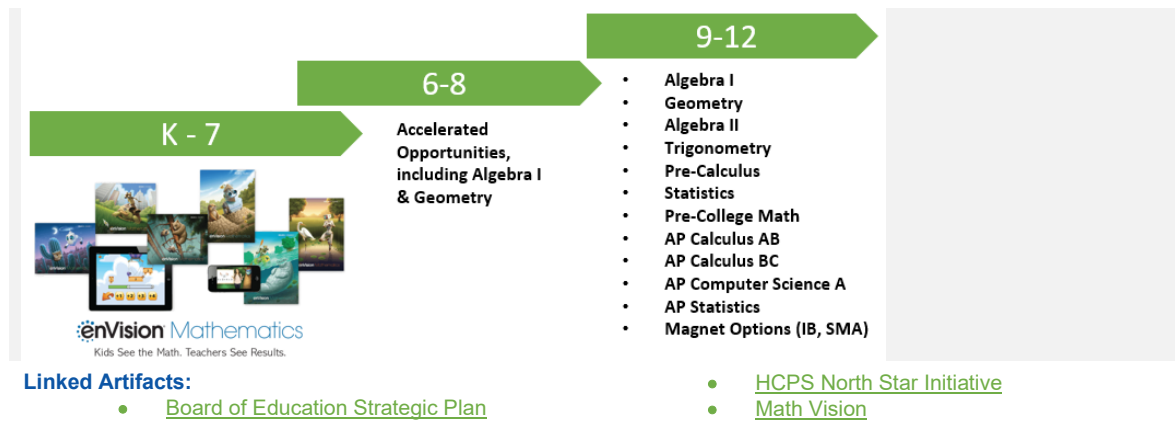 9-12
6-8
K - 7
Accelerated
Opportunities,
including Algebra I
& Geometry
• Algebra I
• Geometry
• Algebra II
• Trigonometry
• Pre-Calculus
• Statistics
• Pre-College Math
• AP Calculus AB
• AP Calculus BC
• AP Computer Science A
• AP Statistics
• Magnet Options (IB, SMA)
enVision Mathematics
Kids See the Math. Teachers See Results.
Linked Artifacts:
• Board of Education Strategic Plan
• HCPS North Star Initiative
• Math Vision